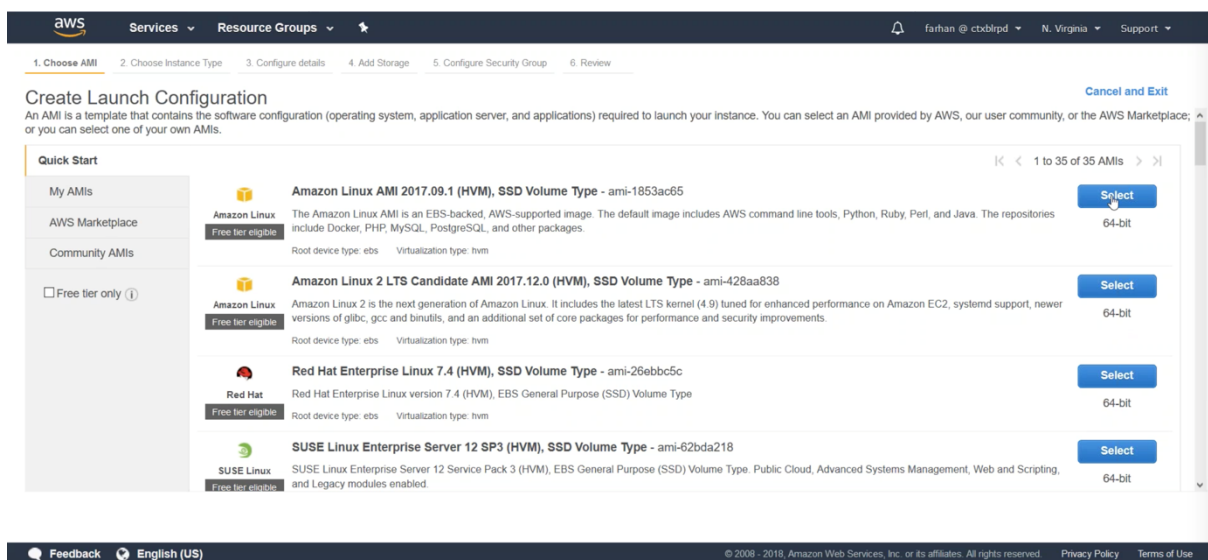 aws Services Resource Groups farhan @ ctxblrpd N. Virginia Support
1. Choose AMI 2. Choose Instance Type 3. Configure details 4. Add Storage 5. Configure Security Group 6. Review
Create Launch Configuration
Cancel and Exit
An AMI is a template that contains the software configuration (operating system, application server, and applications) required to launch your instance. You can select an AMI provided by AWS, our user community, or the AWS Marketplace;
or you can select one of your own AMIs.
Quick Start
1 to 35 of 35 AMIs
My AMIs
AWS Marketplace
Community AMIs
Free tier only
Amazon Linux
Free tier eligible
Amazon Linux AMI 2017.09.1 (HVM), SSD Volume Type - ami-1853ac65
The Amazon Linux AMI is an EBS-backed, AWS-supported image. The default image includes AWS command line tools, Python, Ruby, Perl, and Java. The repositories
include Docker, PHP, MySQL, PostgreSQL, and other packages.
Root device type: ebs Virtualization type: hvm
Select
64-bit
Amazon Linux
Free tier eligible
Amazon Linux 2 LTS Candidate AMI 2017.12.0 (HVM), SSD Volume Type - ami-428aa838
Amazon Linux 2 is the next generation of Amazon Linux. It includes the latest LTS kernel (4.9) tuned for enhanced performance on Amazon EC2, systemd support, newer
versions of glibc, gcc and binutils, and an additional set of core packages for performance and security improvements.
Root device type: ebs Virtualization type: hvm
Select
64-bit
Red Hat
Free tier eligible
Red Hat Enterprise Linux 7.4 (HVM), SSD Volume Type - ami-26ebbc5c
Red Hat Enterprise Linux version 7.4 (HVM), EBS General Purpose (SSD) Volume Type
Root device type: ebs Virtualization type: hvm
Select
64-bit
SUSE Linux
Free tier eligible
SUSE Linux Enterprise Server 12 SP3 (HVM), SSD Volume Type - ami-62bda218
SUSE Linux Enterprise Server 12 Service Pack 3 (HVM), EBS General Purpose (SSD) Volume Type. Public Cloud, Advanced Systems Management, Web and Scripting,
and Legacy modules enabled.
Select
64-bit
Feedback English (US) © 2008 - 2018, Amazon Web Services, Inc. or its affiliates. All rights reserved. Privacy Policy Terms of Use